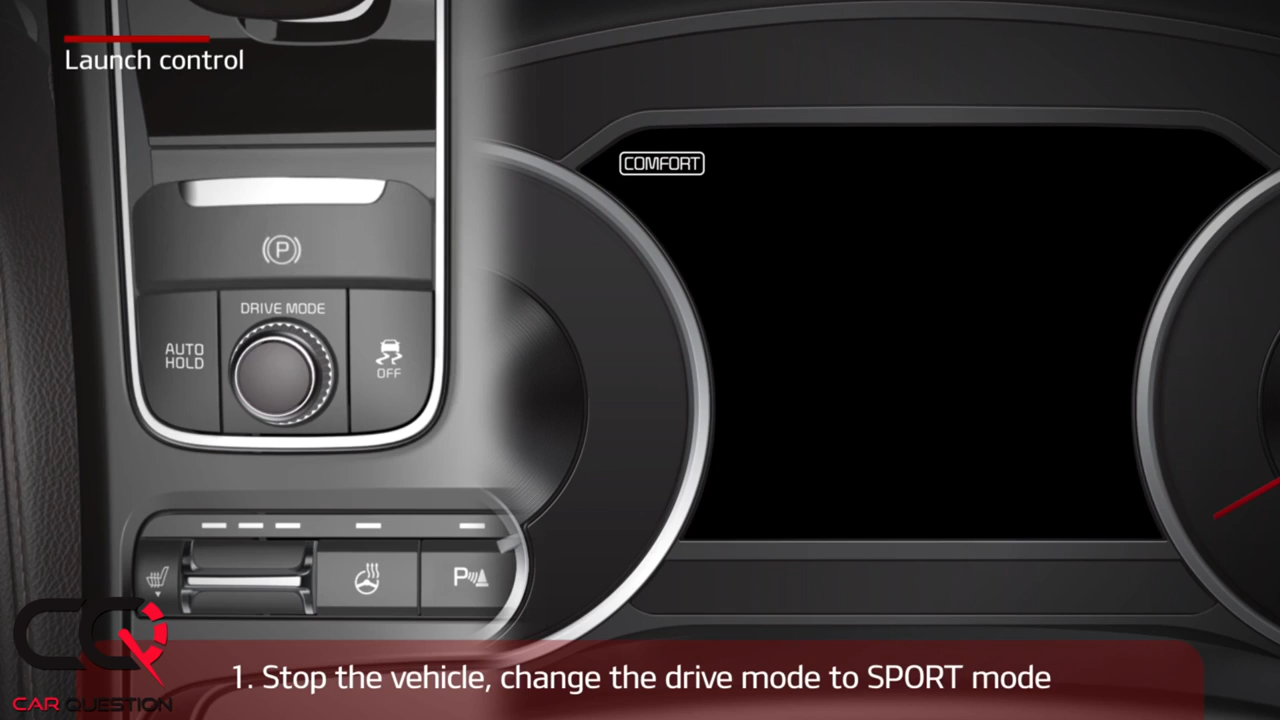 Launch control
COMFORT
P
DRIVE MODE
AUTO
HOLD
OFF
P
1. Stop the vehicle, change the drive mode to SPORT mode
CQ
CAR QUESTION